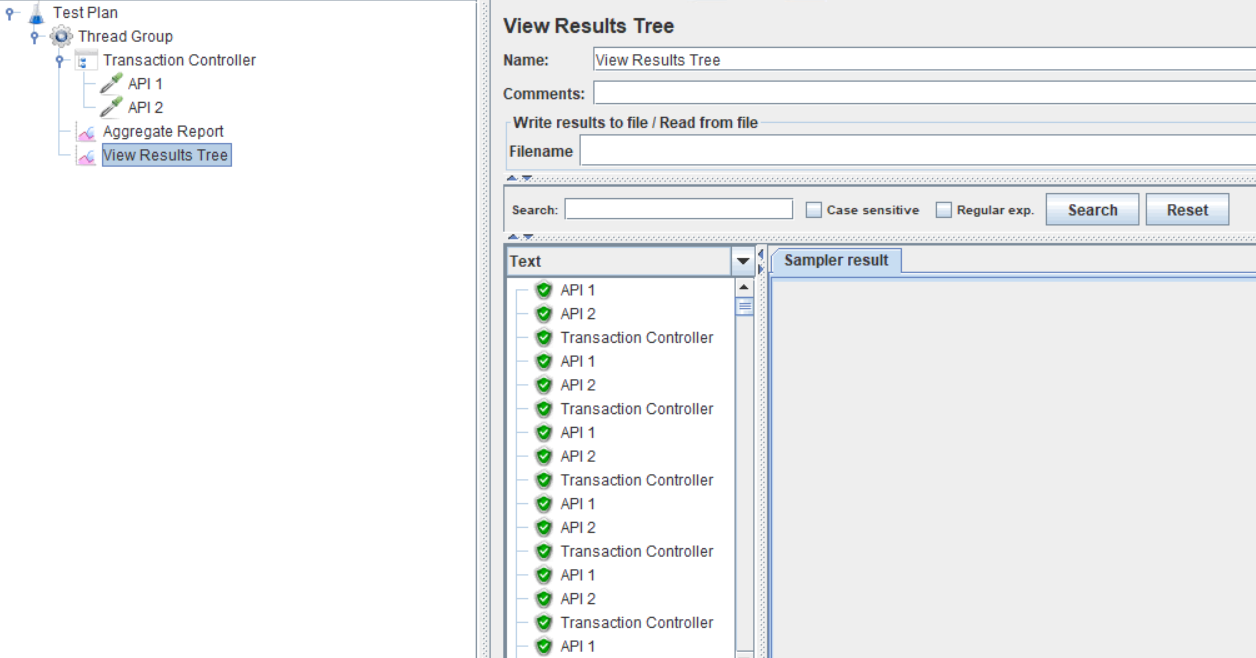 Test Plan
Thread Group
Transaction Controller
API 1
API 2
Aggregate Report
View Results Tree
View Results Tree
Name: View Results Tree
Comments:
Write results to file / Read from file
Filename
Search: Case sensitive Regular exp. Search Reset
Text
Sampler result
API 1
API 2
Transaction Controller
API 1
API 2
Transaction Controller
API 1
API 2
Transaction Controller
API 1
API 2
Transaction Controller
API 1
API 2
Transaction Controller
API 1